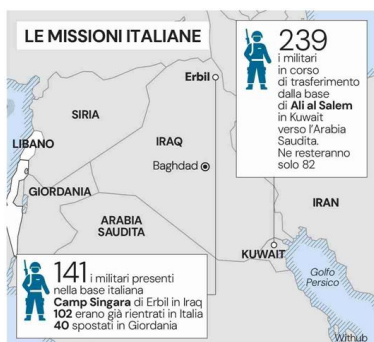 LE MISSIONI ITALIANE
239
i militari
in corso
di trasferimento
dalla base
di Ali al Salem
in Kuwait
verso l'Arabia
Saudita.
Ne resteranno
solo 82
Erbil
SIRIA
LIBANO
IRAQ
Baghdad
GIORDANIA
IRAN
ARABIA
SAUDITA
KUWAIT
Golfo
Persico
141 i militari presenti
nella base italiana
Camp Singara di Erbil in Iraq
102 erano già rientrati in Italia
40 spostati in Giordania
Withub